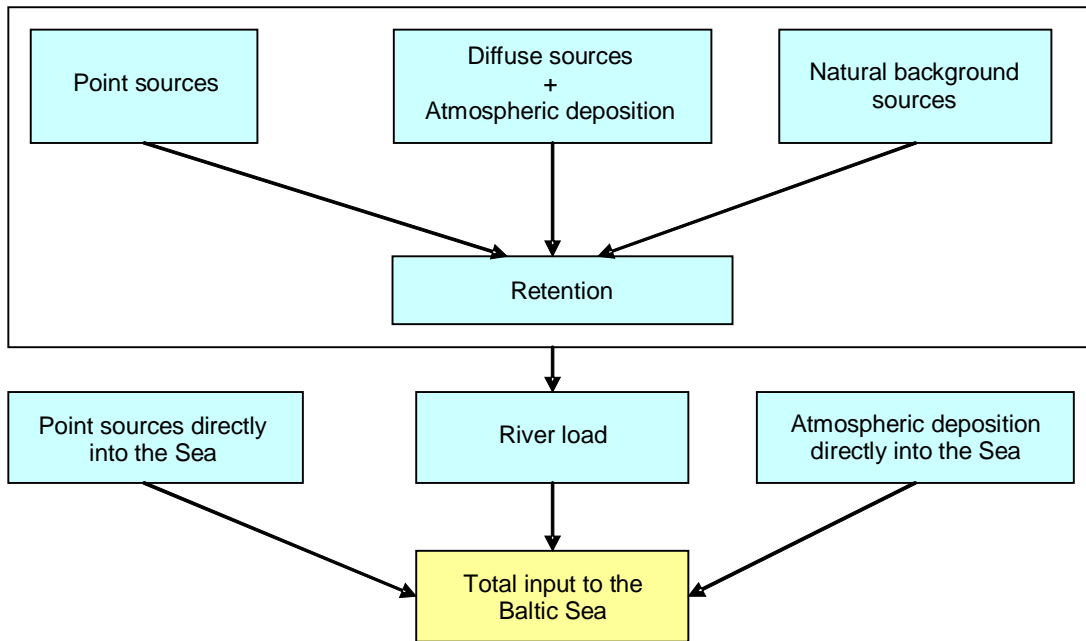 Point sources
Diffuse sources
+
Atmospheric deposition
Natural background
sources
Retention
Point sources directly
into the Sea
River load
Atmospheric deposition
directly into the Sea
Total input to the
Baltic Sea